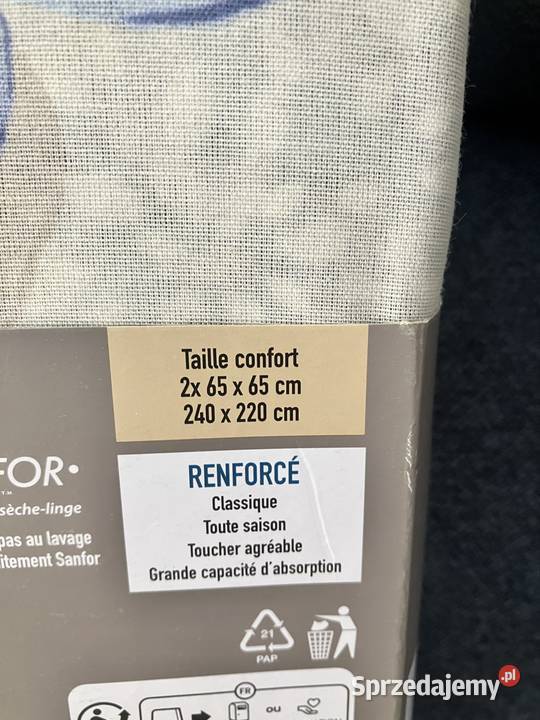 Taille confort
2x 65 x 65 cm
240 x 220 cm
FOR
sèche-linge
pas au lavage
itement Sanfor
RENFORCÉ
Classique
Toute saison
Toucher agréable
Grande capacité d'absorption
21
PAP
FR
OU
Sprzedajemy.pl